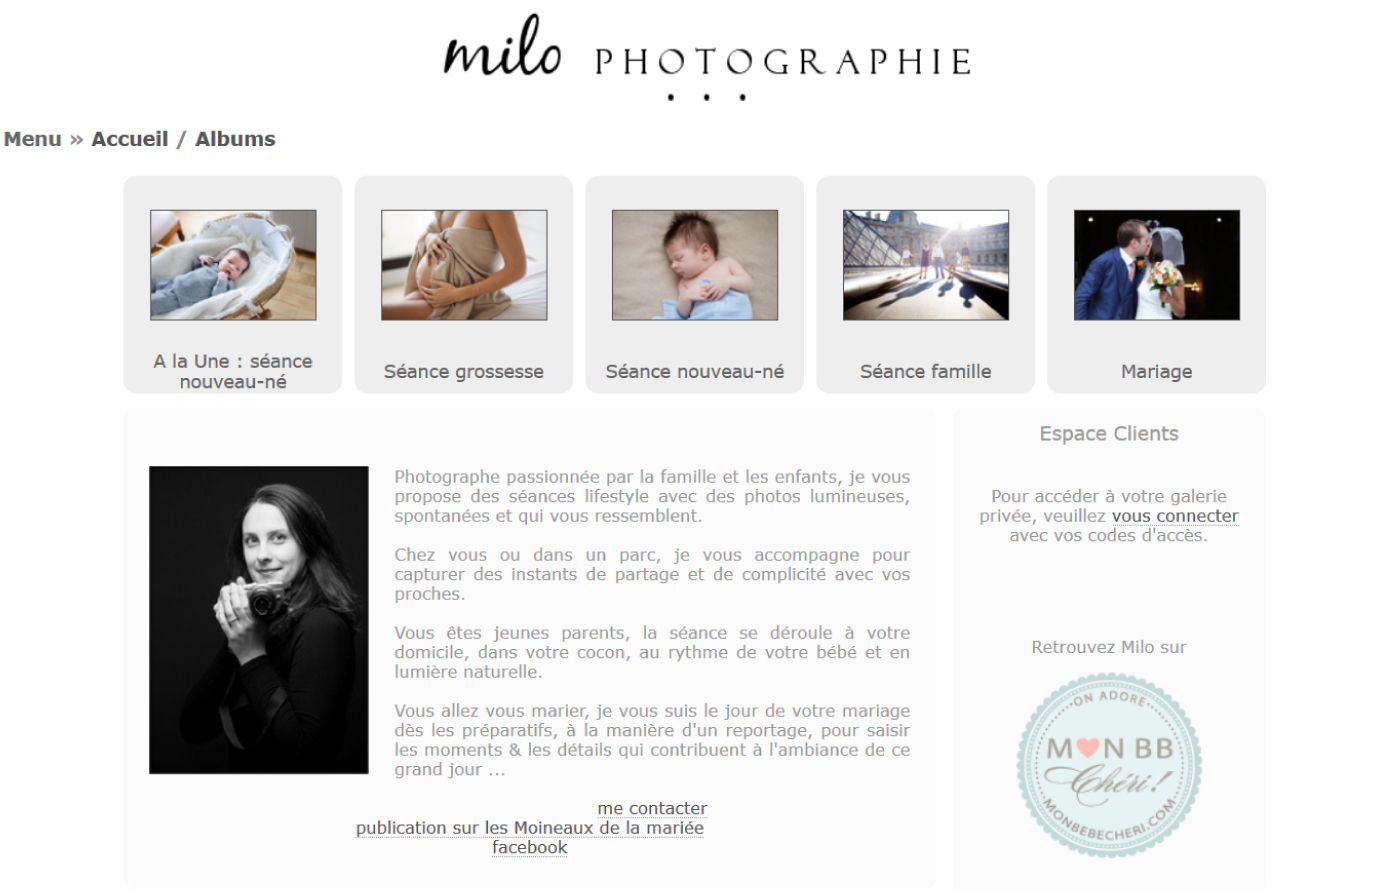 milo PHOTOGRAPHIE
Menu » Accueil / Albums
A la Une : séance
nouveau-né
Séance grossesse
Séance nouveau-né
Séance famille
Mariage
Photographe passionnée par la famille et les enfants, je vous
propose des séances lifestyle avec des photos lumineuses,
spontanées et qui vous ressemblent.
Chez vous ou dans un parc, je vous accompagne pour
capturer des instants de partage et de complicité avec vos
proches.
Vous êtes jeunes parents, la séance se déroule à votre
domicile, dans votre cocon, au rythme de votre bébé et en
lumière naturelle.
Vous allez vous marier, je vous suis le jour de votre mariage
dès les préparatifs, à la manière d'un reportage, pour saisir
les moments & les détails qui contribuent à l'ambiance de ce
grand jour ...
me contacter
publication sur les Moineaux de la mariée
facebook
Espace Clients
Pour accéder à votre galerie
privée, veuillez vous connecter
avec vos codes d'accès.
Retrouvez Milo sur
ON ADORE
MON BB
Chéri!
MONBEBECHERI.COM